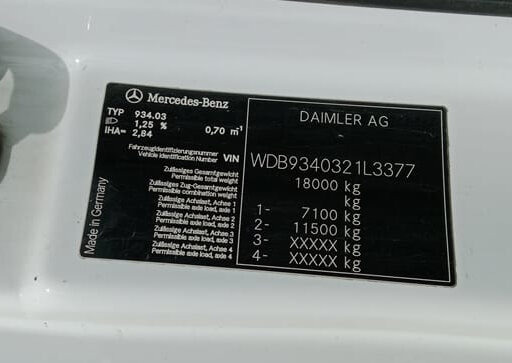 Mercedes-Benz
TYP 934.03
1,25 %
IHA= 2,84 0,70 m⁻¹
Fahrzeugidentifizierungsnummer
Vehicle identification Number VIN
Zulässiges Gesamtgewicht
Permissible total weight
Zulässiges Zug-Gesamtgewicht
Permissible combination weight
Zulässige Achslast, Achse 1
Permissible axle load, axle 1
Zulässige Achslast, Achse 2
Permissible axle load, axle 2
Zulässige Achslast, Achse 3
Permissible axle load, axle 3
Zulässige Achslast, Achse 4
Permissible axle load, axle 4
Made in Germany
DAIMLER AG
WDB9340321L3377
18000 kg
kg
1- 7100 kg
2- 11500 kg
3- XXXXX kg
4- XXXXX kg